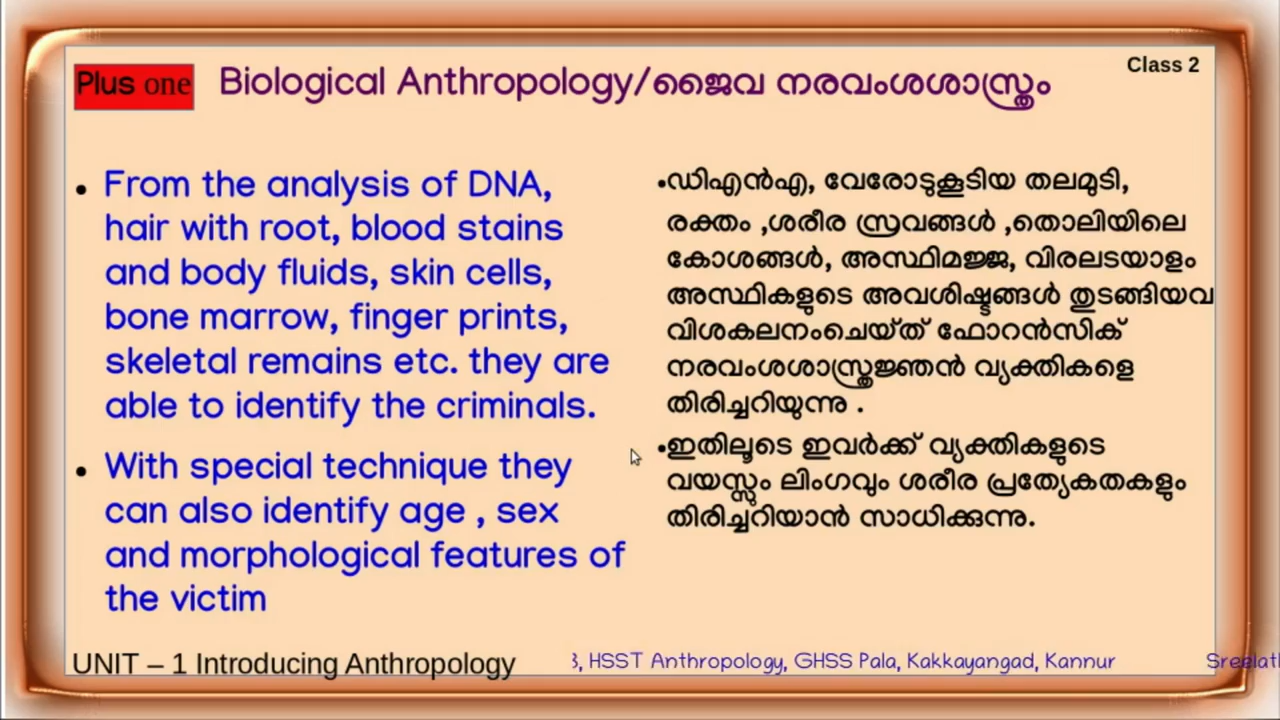 Class 2
Plus one
Biological Anthropology/ജൈവ നരവംശശാസ്ത്രം
• From the analysis of DNA,
hair with root, blood stains
and body fluids, skin cells,
bone marrow, finger prints,
skeletal remains etc. they are
able to identify the criminals.
• With special technique they
can also identify age , sex
and morphological features of
the victim
•ഡിഎൻഎ, വേരോടുകൂടിയ തലമുടി,
രക്തം ,ശരീര സ്രവങ്ങൾ ,തൊലിയിലെ
കോശങ്ങൾ, അസ്ഥിമജ്ജ, വിരലടയാളം
അസ്ഥികളുടെ അവശിഷ്ടങ്ങൾ തുടങ്ങിയവ
വിശകലനംചെയ്ത് ഫോറൻസിക്
നരവംശശാസ്ത്രജ്ഞൻ വ്യക്തികളെ
തിരിച്ചറിയുന്നു .
•ഇതിലൂടെ ഇവർക്ക് വ്യക്തികളുടെ
വയസ്സും ലിംഗവും ശരീര പ്രത്യേകതകളും
തിരിച്ചറിയാൻ സാധിക്കുന്നു.
UNIT – 1 Introducing Anthropology
, HSST Anthropology, GHSS Pala, Kakkayangad, Kannur